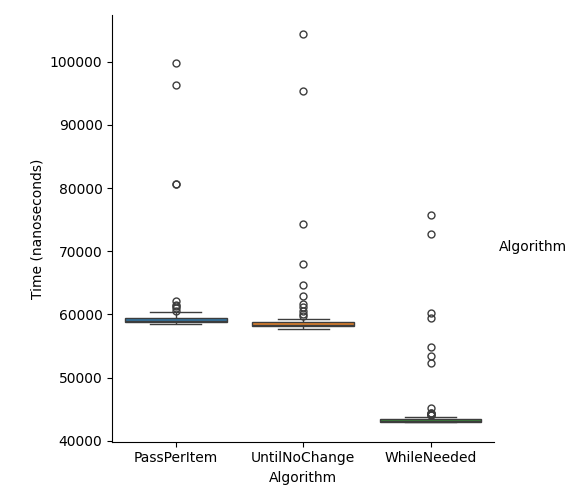 100000
90000
80000
70000
60000
50000
40000
Time (nanoseconds)
PassPerItem UntilNoChange WhileNeeded
Algorithm
Algorithm